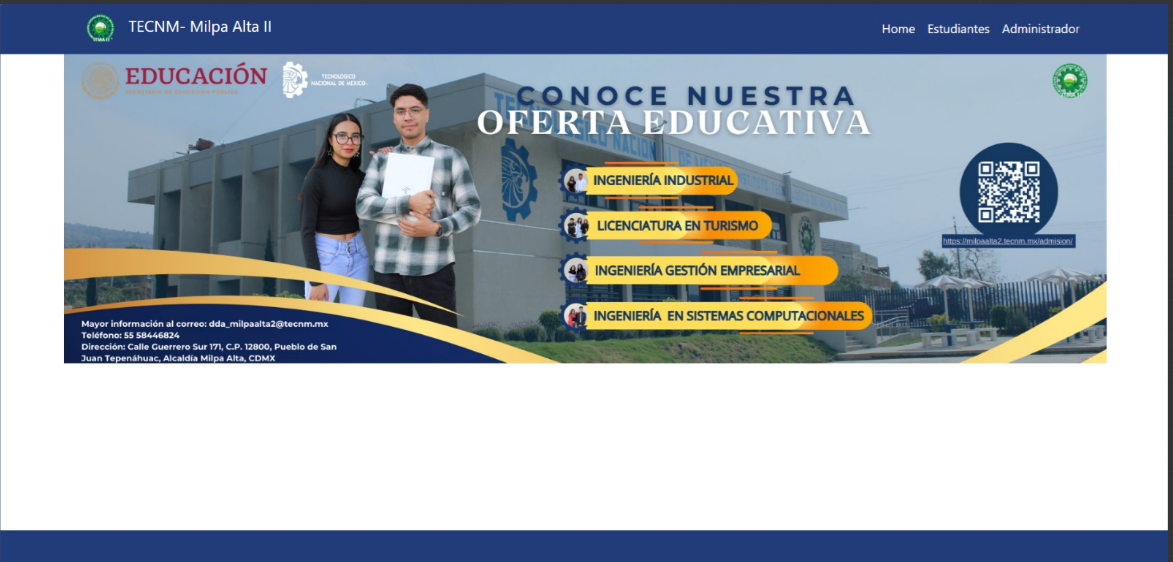 TECNM- Milpa Alta II
Home Estudiantes Administrador
EDUCACIÓN
SECRETARÍA DE EDUCACIÓN PÚBLICA
TECNOLÓGICO
NACIONAL DE MÉXICO
CONOCE NUESTRA
OFERTA EDUCATIVA
INGENIERÍA INDUSTRIAL
LICENCIATURA EN TURISMO
INGENIERÍA GESTIÓN EMPRESARIAL
INGENIERÍA EN SISTEMAS COMPUTACIONALES
https://milpaalta2.tecnm.mx/admision/
Mayor información al correo: dda_milpaalta2@tecnm.mx
Teléfono: 55 58446824
Dirección: Calle Guerrero Sur 171, C.P. 12800, Pueblo de San
Juan Tepenáhuac, Alcaldía Milpa Alta, CDMX